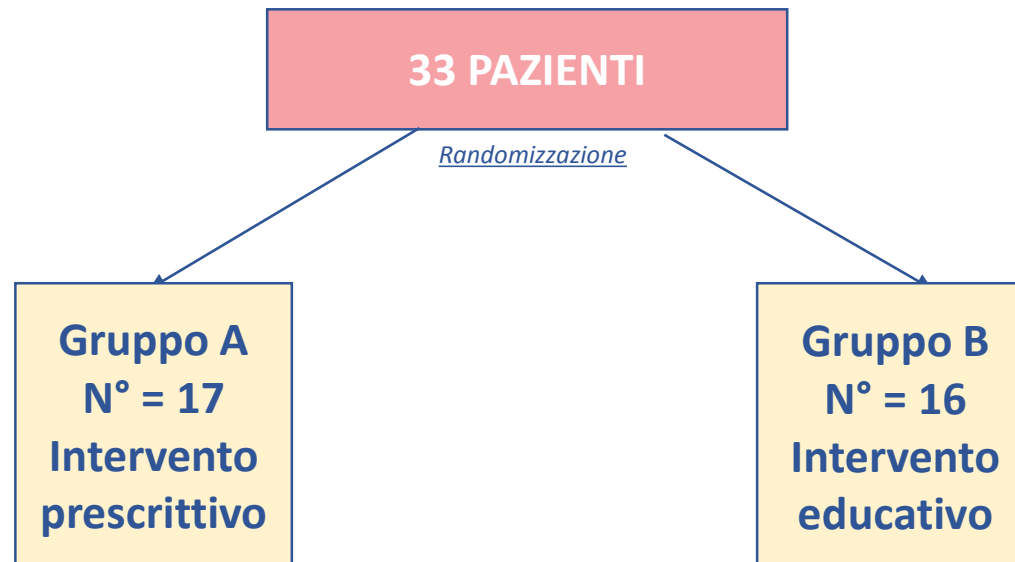 33 PAZIENTI
Randomizzazione
Gruppo A
N° = 17
Intervento
prescrittivo
Gruppo B
N° = 16
Intervento
educativo